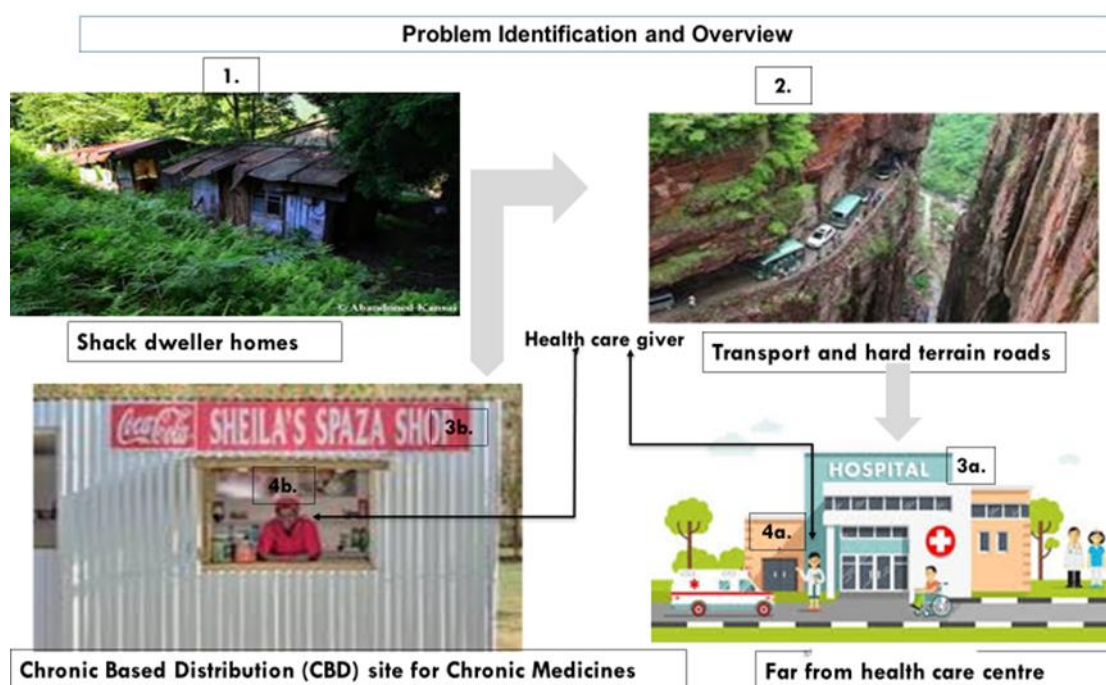 Problem Identification and Overview
1.
2.
© Abandoned Kansai
Shack dweller homes
Health care giver
Transport and hard terrain roads
Coca-Cola
SHEILA'S SPAZA SHOP
3b.
4b.
HOSPITAL
3a.
4a.
Chronic Based Distribution (CBD) site for Chronic Medicines
Far from health care centre